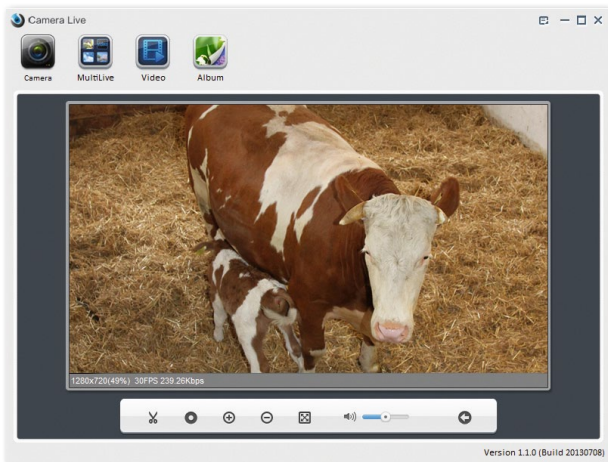 Camera Live
Camera MultiLive Video Album
1280x720(49%) 30FPS 239.26Kbps
Version 1.1.0 (Build 20130708)